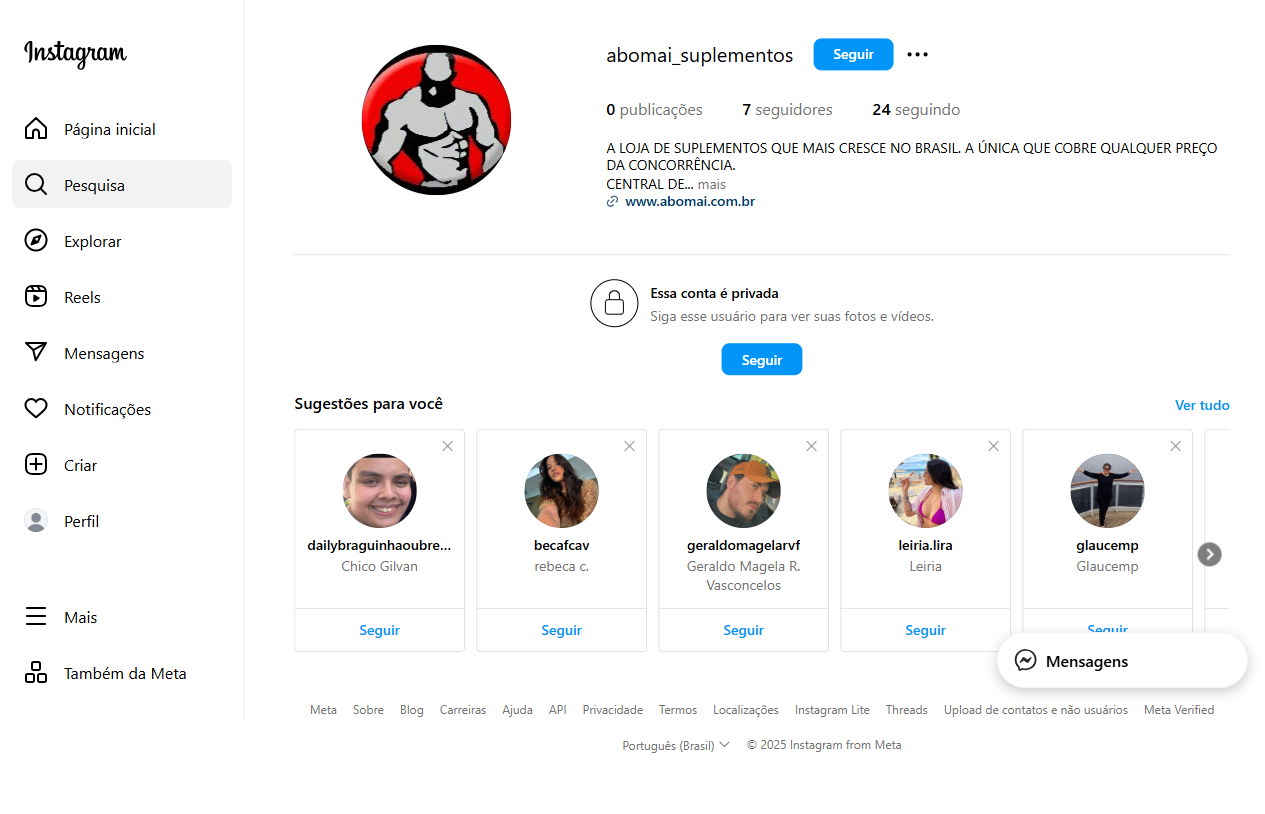 Instagram
Página inicial
Pesquisa
Explorar
Reels
Mensagens
Notificações
Criar
Perfil
Mais
Também da Meta
abomai_suplementos
Seguir
0 publicações 7 seguidores 24 seguindo
A LOJA DE SUPLEMENTOS QUE MAIS CRESCE NO BRASIL. A ÚNICA QUE COBRE QUALQUER PREÇO
DA CONCORRÊNCIA.
CENTRAL DE... mais
www.abomai.com.br
Essa conta é privada
Siga esse usuário para ver suas fotos e vídeos.
Seguir
Sugestões para você
Ver tudo
dailybraguinhaoubre...
Chico Gilvan
Seguir
becafcav
rebeca c.
Seguir
geraldomagelarvf
Geraldo Magela R.
Vasconcelos
Seguir
leiria.lira
Leiria
Seguir
glaucemp
Glaucemp
Seguir
Mensagens
Meta Sobre Blog Carreiras Ajuda API Privacidade Termos Localizações Instagram Lite Threads Upload de contatos e não usuários Meta Verified
Português (Brasil) © 2025 Instagram from Meta